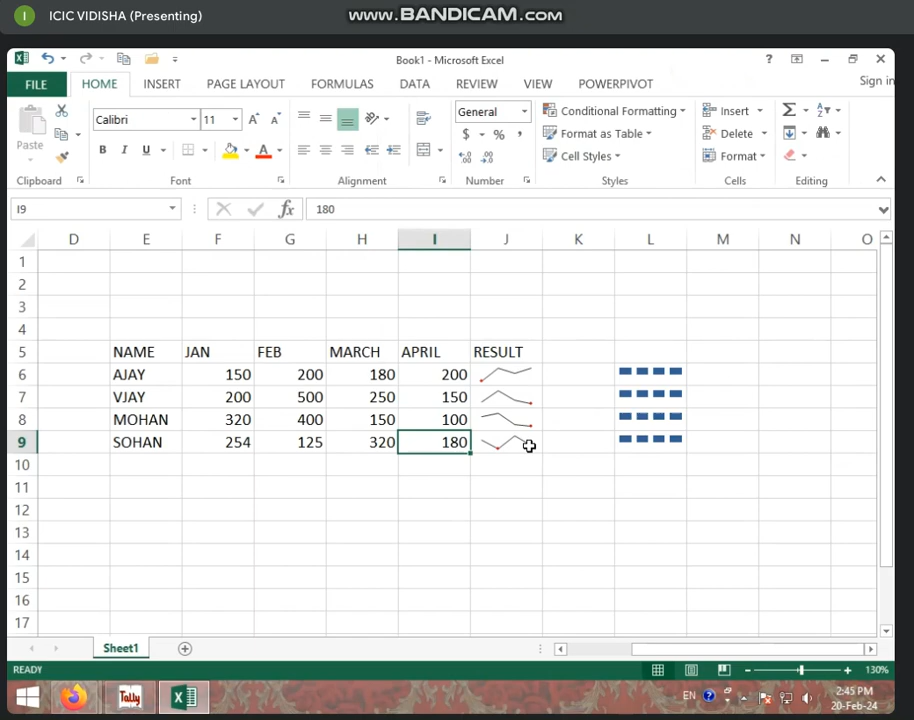 I ICIC VIDISHA (Presenting)
www.BANDICAM.com
Book1 - Microsoft Excel
?
FILE HOME INSERT PAGE LAYOUT FORMULAS DATA REVIEW VIEW POWERPIVOT Sign in
Paste
Calibri 11
B I U
General
$ % ,
Conditional Formatting
Format as Table
Cell Styles
Insert
Delete
Format
Clipboard Font Alignment Number Styles Cells Editing
I9 fx 180
D E F G H I J K L M N O
1
2
3
4
5 NAME JAN FEB MARCH APRIL RESULT
6 AJAY 150 200 180 200
7 VJAY 200 500 250 150
8 MOHAN 320 400 150 100
9 SOHAN 254 125 320 180
10
11
12
13
14
15
16
17
Sheet1
READY 130%
Tally EN 2:45 PM
20-Feb-24